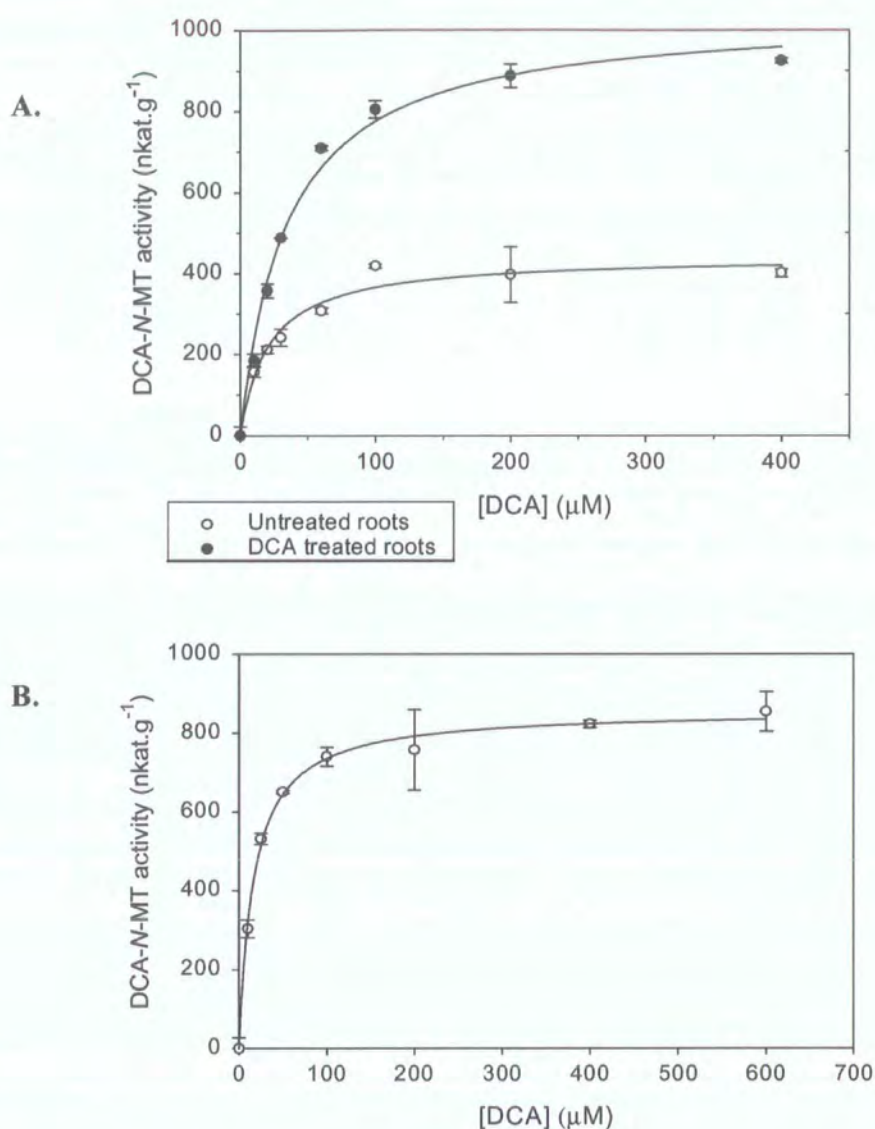 A.
1000
800
600
400
200
0
DCA-N-MT activity (nkat.g⁻¹)
0 100 200 300 400
[DCA] (μM)
Untreated roots
DCA treated roots
B.
1000
800
600
400
200
0
DCA-N-MT activity (nkat.g⁻¹)
0 100 200 300 400 500 600 700
[DCA] (μM)